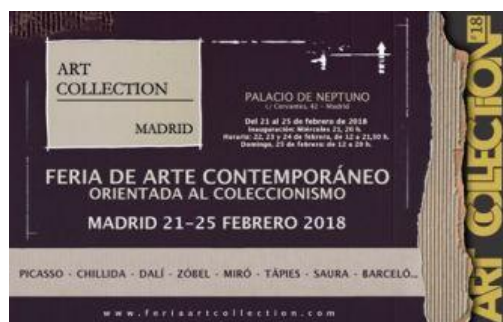 ART
COLLECTION
MADRID
PALACIO DE NEPTUNO
c/ Cervantes, 42 - Madrid
Del 21 al 25 de febrero de 2018
Inauguración: Miércoles 21, 20 h.
Horario: 22, 23 y 24 de febrero, de 12 a 21,30 h.
Domingo, 25 de febrero: de 12 a 20 h.
FERIA DE ARTE CONTEMPORÁNEO
ORIENTADA AL COLECCIONISMO
MADRID 21-25 FEBRERO 2018
PICASSO - CHILLIDA - DALÍ - ZÓBEL - MIRÓ - TÀPIES - SAURA - BARCELÓ...
www.feriaartcollection.com
ART COLECTION #18